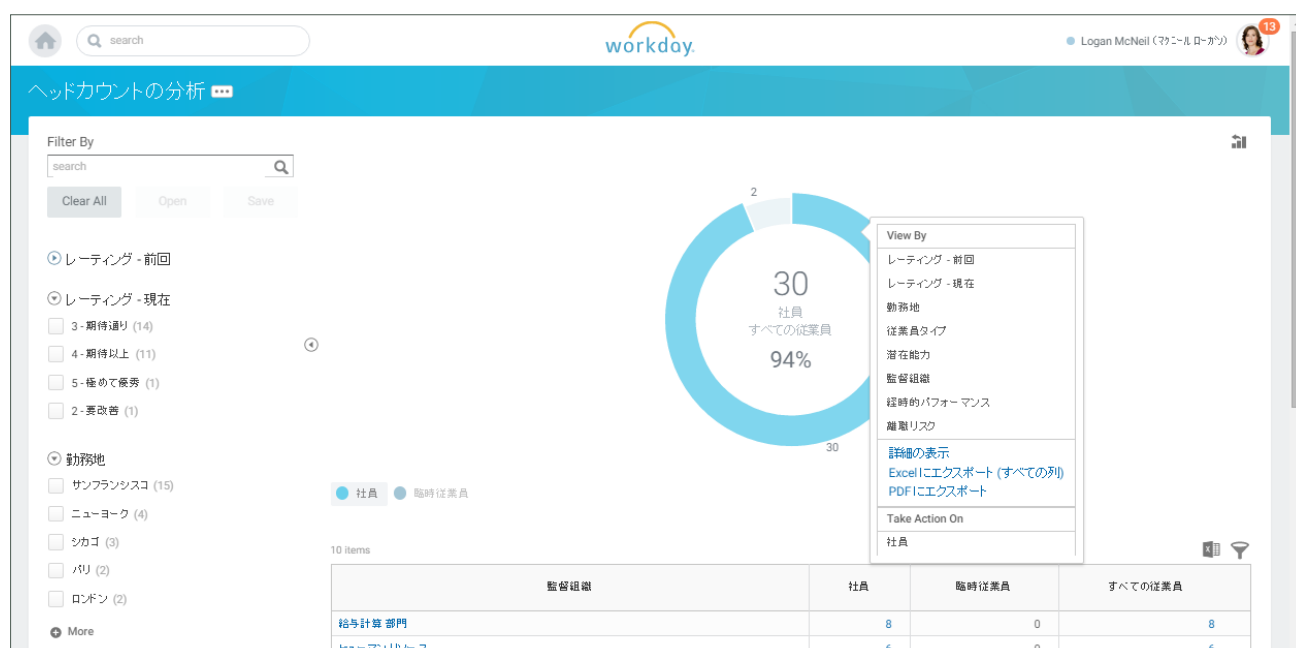 search
workday.
Logan McNeil (マクニール ローガン)
13
ヘッドカウントの分析
Filter By
search
Clear All
Open
Save
レーティング - 前回
レーティング - 現在
3 - 期待通り (14)
4 - 期待以上 (11)
5 - 極めて優秀 (1)
2 - 要改善 (1)
勤務地
サンフランシスコ (15)
ニューヨーク (4)
シカゴ (3)
パリ (2)
ロンドン (2)
More
2
30
社員
すべての従業員
94%
30
View By
レーティング - 前回
レーティング - 現在
勤務地
従業員タイプ
潜在能力
監督組織
経時的パフォーマンス
離職リスク
詳細の表示
Excelにエクスポート (すべての列)
PDFにエクスポート
Take Action On
社員
社員
臨時従業員
10 items
監督組織 社員 臨時従業員 すべての従業員
給与計算 部門 8 0 8